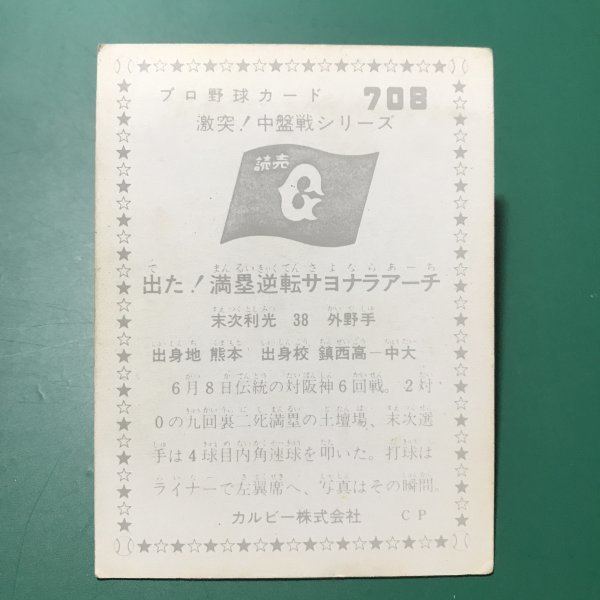 プロ野球カード 708
激突!中盤戦シリーズ
読売
G
出た!満塁逆転サヨナラアーチ
末次利光 38 外野手
出身地 熊本 出身校 鎮西高―中大
6月8日伝統の対阪神6回戦。2対
0の九回裏二死満塁の土壇場、末次選
手は4球目内角速球を叩いた。打球は
ライナーで左翼席へ、写真はその瞬間。
カルビー株式会社 CP